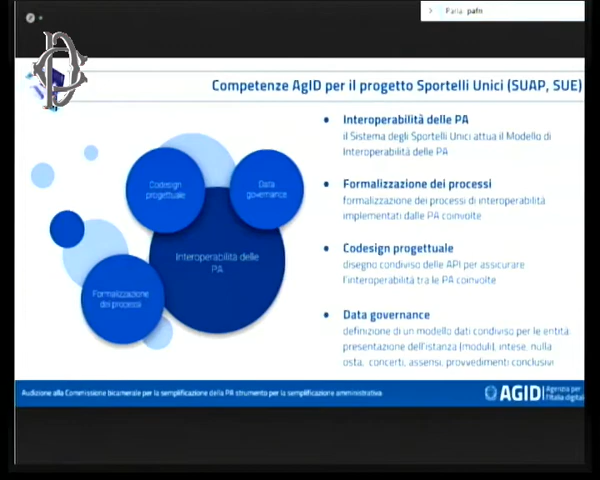 Parla: pafn
Competenze AgID per il progetto Sportelli Unici (SUAP, SUE)
Interoperabilità delle PA
il Sistema degli Sportelli Unici attua il Modello di
Interoperabilità delle PA
Formalizzazione dei processi
formalizzazione dei processi di interoperabilità
implementati dalle PA coinvolte
Codesign progettuale
disegno condiviso delle API per assicurare
l'interoperabilità tra le PA coinvolte
Data governance
definizione di un modello dati condiviso per le entità:
presentazione dell'istanza (moduli), intese, nulla
osta, concerti, assensi, provvedimenti conclusivi
Codesign
progettuale
Data
governance
Interoperabilità delle
PA
Formalizzazione
dei processi
Audizione alla Commissione bicamerale per la semplificazione della PA strumento per la semplificazione amministrativa
AGID
Agenzia per
l'Italia digital